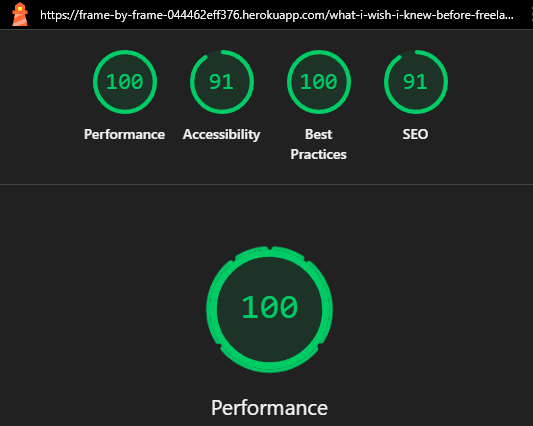 https://frame-by-frame-044462eff376.herokuapp.com/what-i-wish-i-knew-before-freela...
100 91 100 91
Performance Accessibility Best Practices SEO
100
Performance